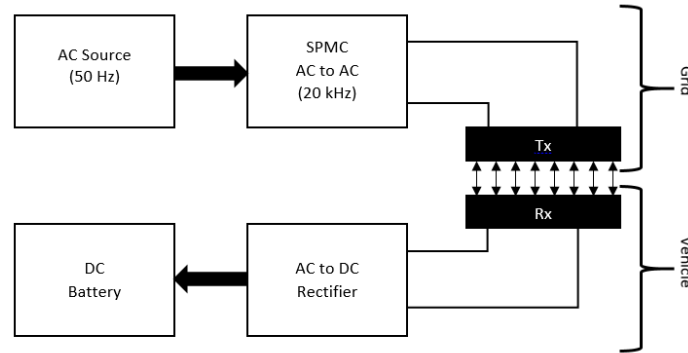 AC Source
(50 Hz)
SPMC
AC to AC
(20 kHz)
Grid
Tx
Rx
DC
Battery
AC to DC
Rectifier
Vehicle